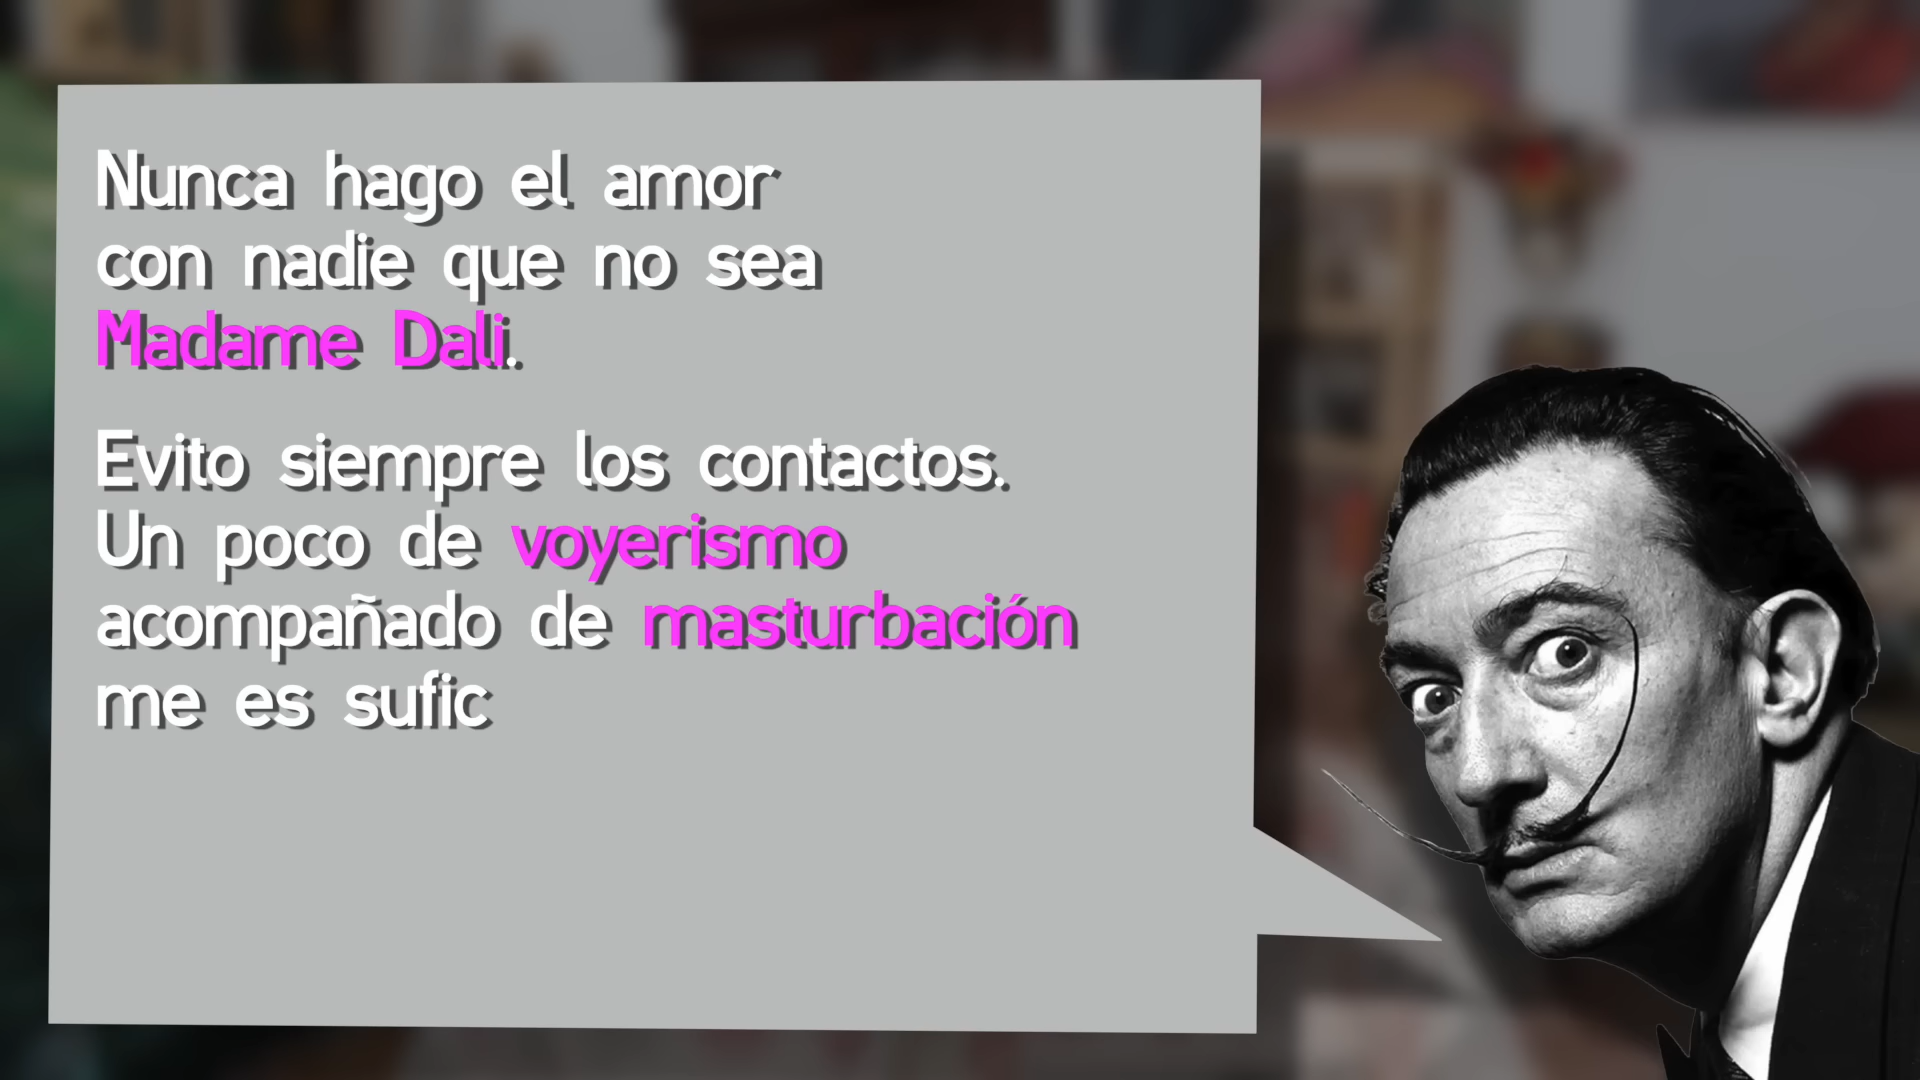 Nunca hago el amor
con nadie que no sea
Madame Dali.
Evito siempre los contactos.
Un poco de voyerismo
acompañado de masturbación
me es sufic